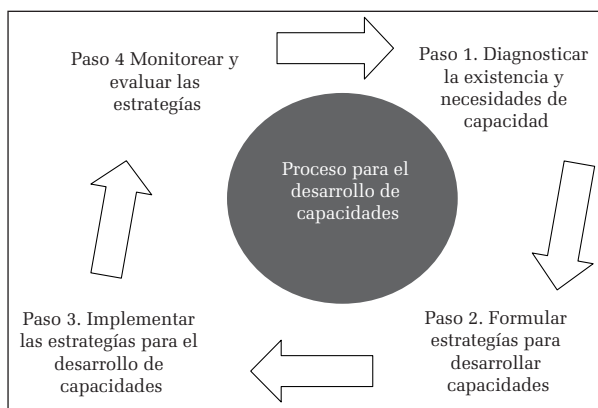 Paso 4 Monitorear y
evaluar las
estrategías
Paso 1. Diagnosticar
la existencia y
necesidades de
capacidad
Proceso para el
desarrollo de
capacidades
Paso 3. Implementar
las estrategías para el
desarrollo de
capacidades
Paso 2. Formular
estrategías para
desarrollar
capacidades